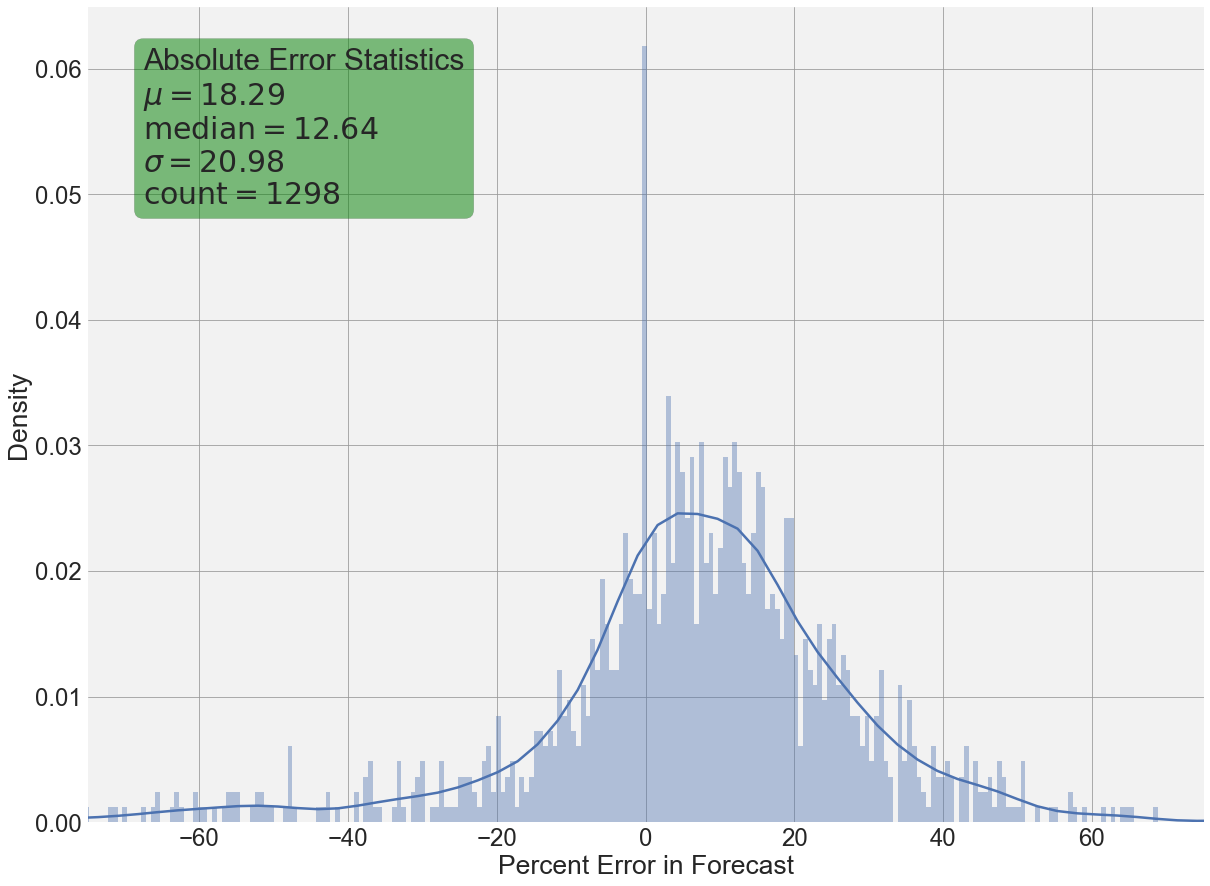 Absolute Error Statistics
μ = 18.29
median = 12.64
σ = 20.98
count = 1298
0.06
0.05
0.04
0.03
0.02
0.01
0.00
Density
−60 −40 −20 0 20 40 60
Percent Error in Forecast